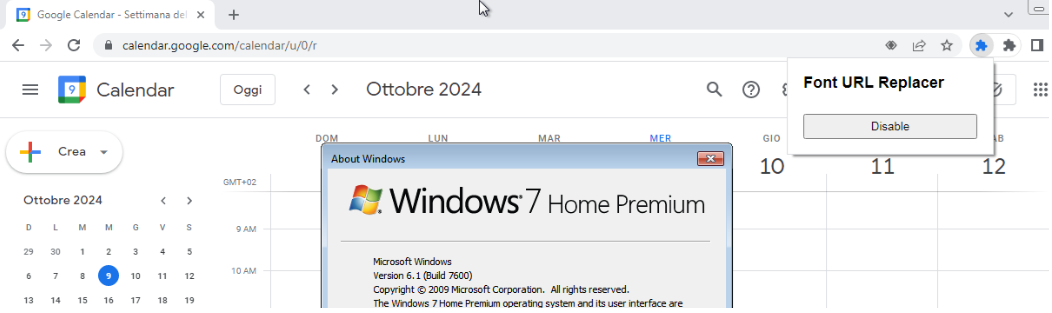 Google Calendar - Settimana del
calendar.google.com/calendar/u/0/r
Calendar
Oggi
Ottobre 2024
Font URL Replacer
Disable
Crea
DOM LUN MAR MER GIO
10 11 12
GMT+02
9 AM
10 AM
Ottobre 2024
D L M M G V S
29 30 1 2 3 4 5
6 7 8 9 10 11 12
13 14 15 16 17 18 19
About Windows
Windows 7 Home Premium
Microsoft Windows
Version 6.1 (Build 7600)
Copyright © 2009 Microsoft Corporation. All rights reserved.
The Windows 7 Home Premium operating system and its user interface are